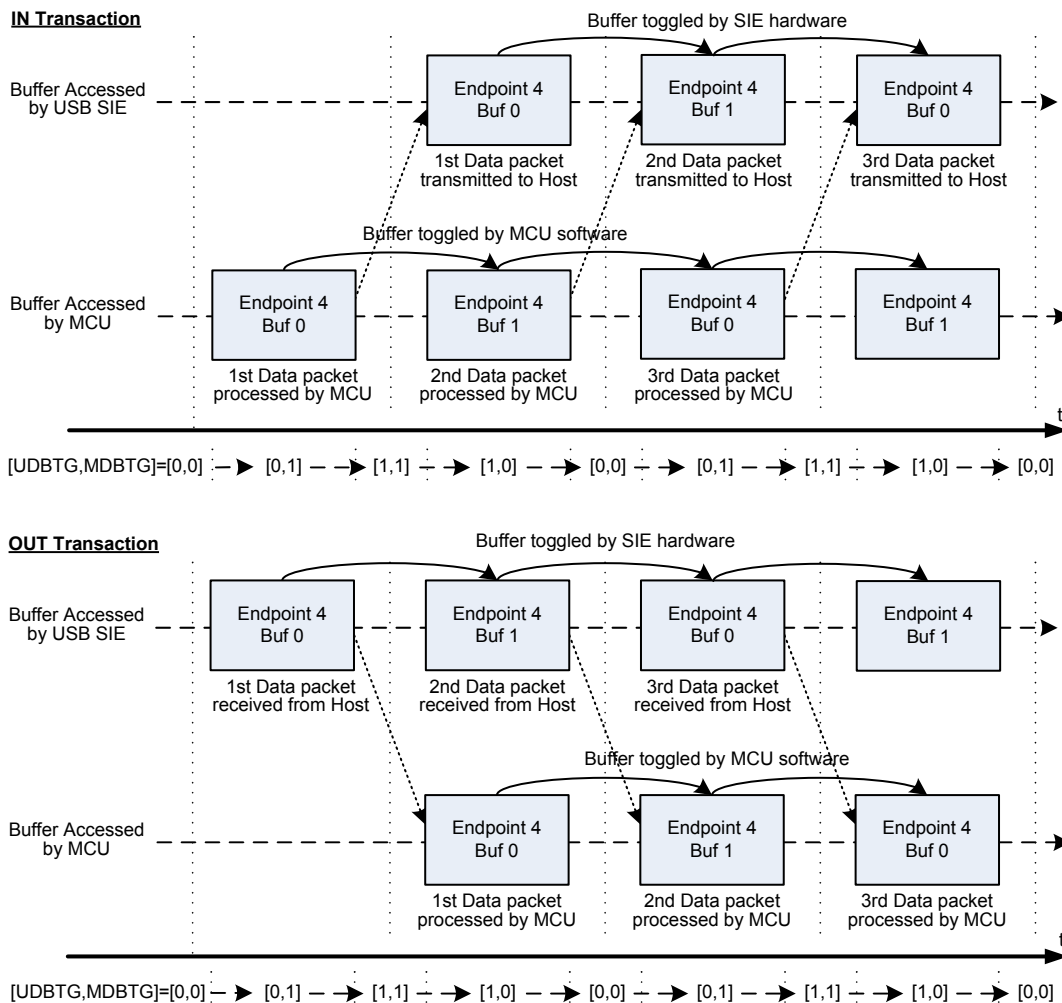 IN Transaction
Buffer toggled by SIE hardware
Buffer Accessed
by USB SIE
Endpoint 4
Buf 0
Endpoint 4
Buf 1
Endpoint 4
Buf 0
1st Data packet
transmitted to Host
2nd Data packet
transmitted to Host
3rd Data packet
transmitted to Host
Buffer toggled by MCU software
Buffer Accessed
by MCU
Endpoint 4
Buf 0
Endpoint 4
Buf 1
Endpoint 4
Buf 0
Endpoint 4
Buf 1
1st Data packet
processed by MCU
2nd Data packet
processed by MCU
3rd Data packet
processed by MCU
t
[UDBTG,MDBTG]=[0,0] [0,1] [1,1] [1,0] [0,0] [0,1] [1,1] [1,0] [0,0]
OUT Transaction
Buffer toggled by SIE hardware
Buffer Accessed
by USB SIE
Endpoint 4
Buf 0
Endpoint 4
Buf 1
Endpoint 4
Buf 0
Endpoint 4
Buf 1
1st Data packet
received from Host
2nd Data packet
received from Host
3rd Data packet
received from Host
Buffer toggled by MCU software
Buffer Accessed
by MCU
Endpoint 4
Buf 0
Endpoint 4
Buf 1
Endpoint 4
Buf 0
1st Data packet
processed by MCU
2nd Data packet
processed by MCU
3rd Data packet
processed by MCU
t
[UDBTG,MDBTG]=[0,0] [0,1] [1,1] [1,0] [0,0] [0,1] [1,1] [1,0] [0,0]